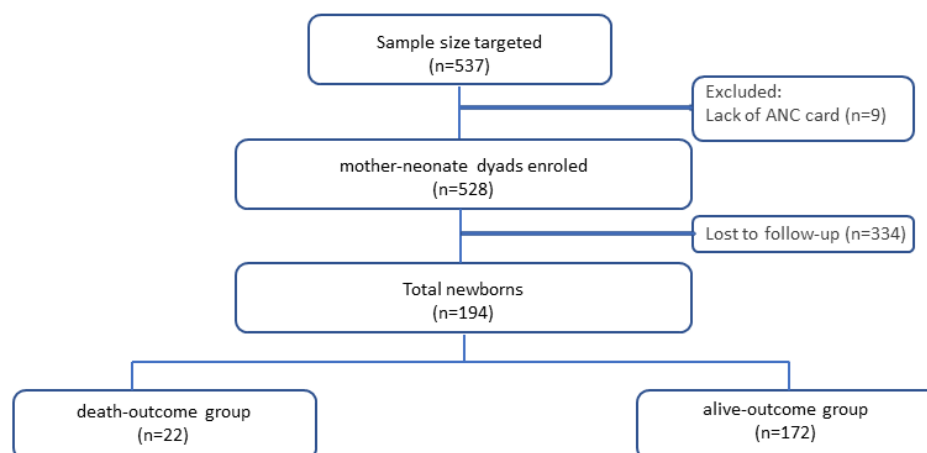 Sample size targeted
(n=537)
Excluded:
Lack of ANC card (n=9)
mother-neonate dyads enroled
(n=528)
Lost to follow-up (n=334)
Total newborns
(n=194)
death-outcome group
(n=22)
alive-outcome group
(n=172)